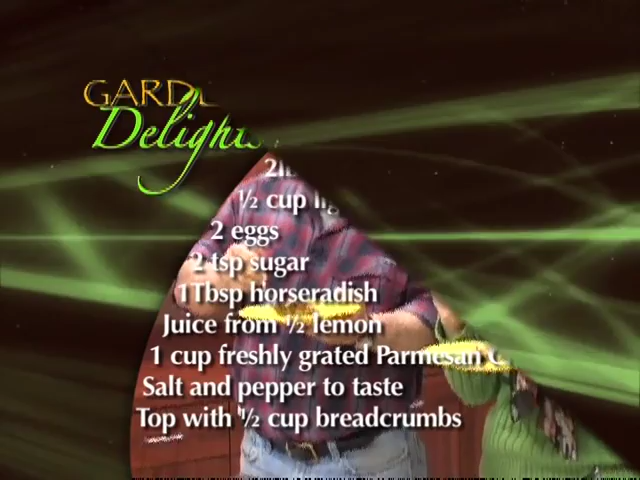 GARD
Delights
½ cup
2 eggs
2 tsp sugar
1Tbsp horseradish
Juice from ½ lemon
1 cup freshly grated Parmesan
Salt and pepper to taste
Top with ½ cup breadcrumbs